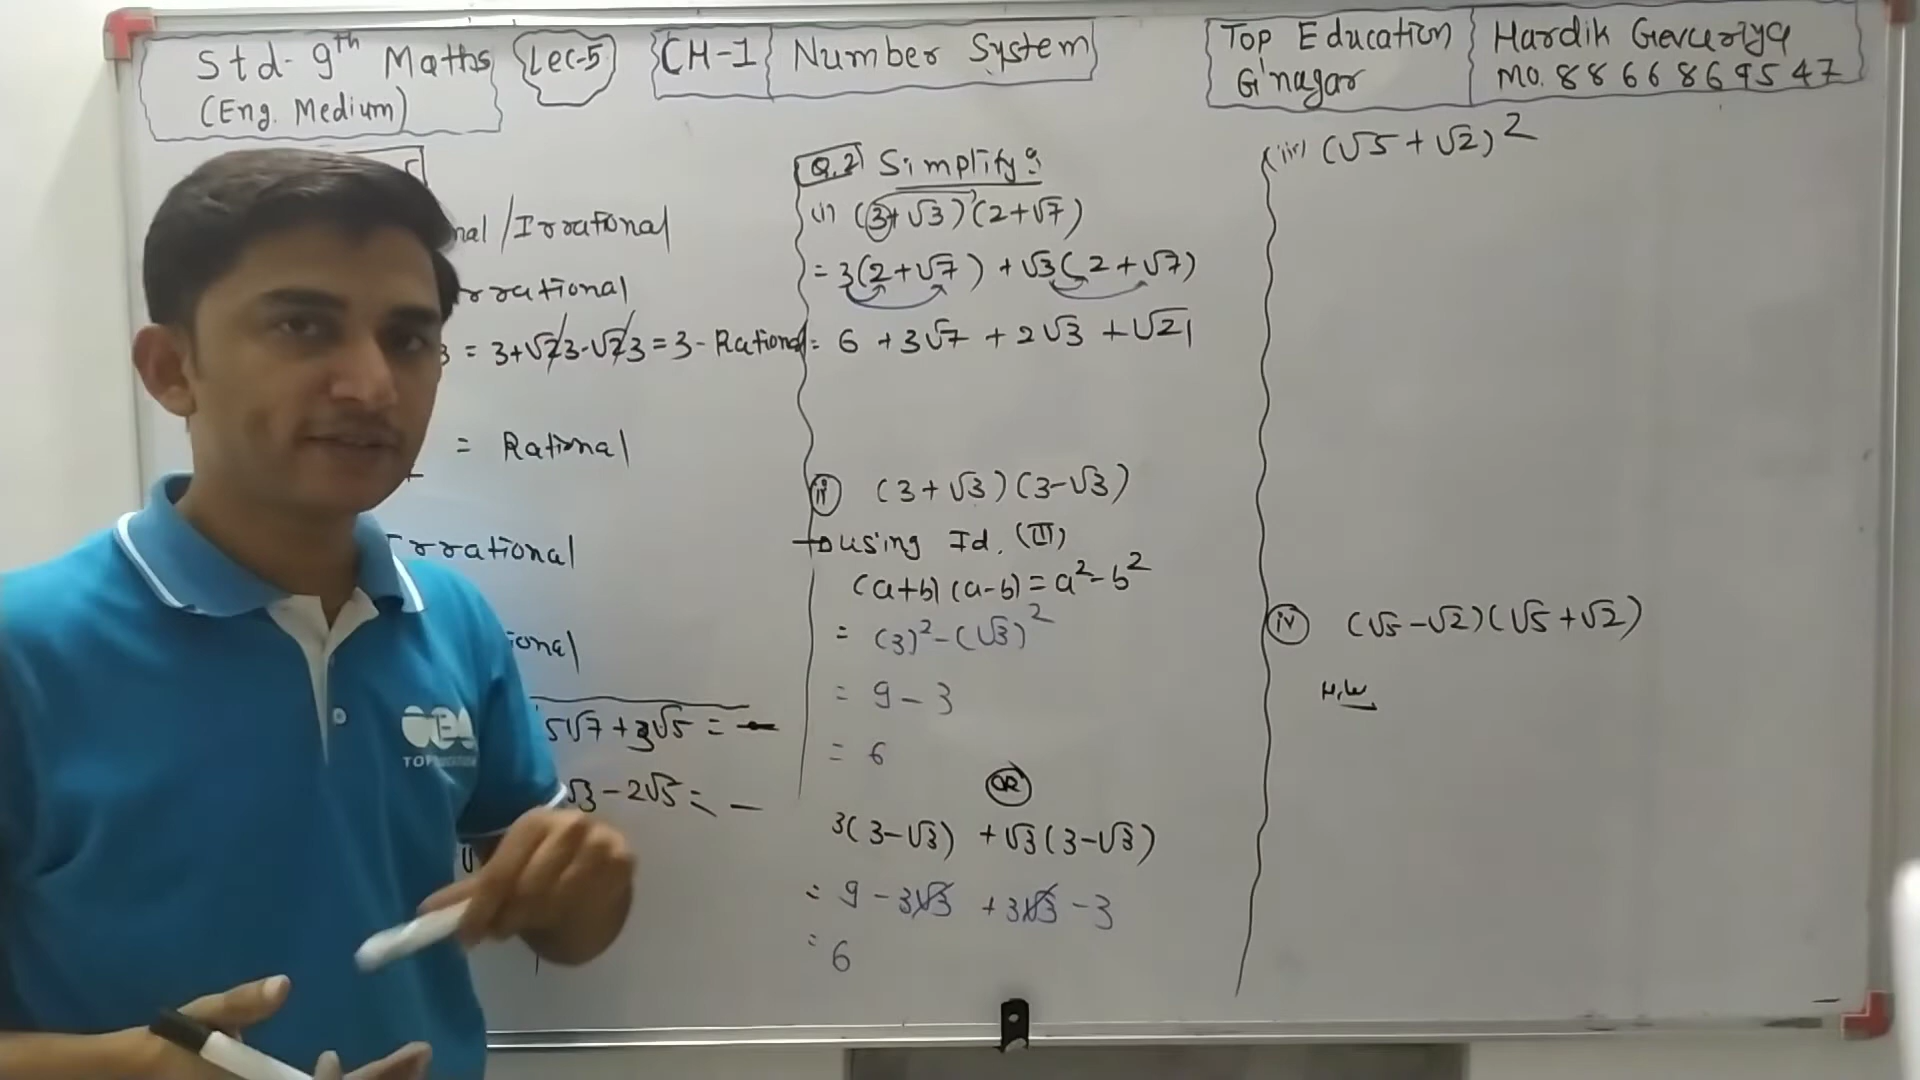 Std- 9th Maths
(Eng. Medium)
Lec-5
CH-1 Number System
Top Education
G'nagar
Hardik Gevariya
Mo. 8866869547
/Irrational
= 3+√23-√23 = 3 - Rational
= Rational
Irrational
5√7 + 3√5 = -
√3 - 2√5 = -
Q.2 Simplify:
(i) (3+√3)(2+√7)
= 3(2+√7) + √3(2+√7)
= 6 + 3√7 + 2√3 + √21
(ii) (3+√3)(3-√3)
using Id. (III)
(a+b)(a-b) = a²-b²
= (3)² - (√3)²
= 9 - 3
= 6
OR
3(3-√3) + √3(3-√3)
= 9 - 3√3 + 3√3 - 3
= 6
(iii) (√5 + √2)²
(iv) (√5 - √2)(√5 + √2)
H.W